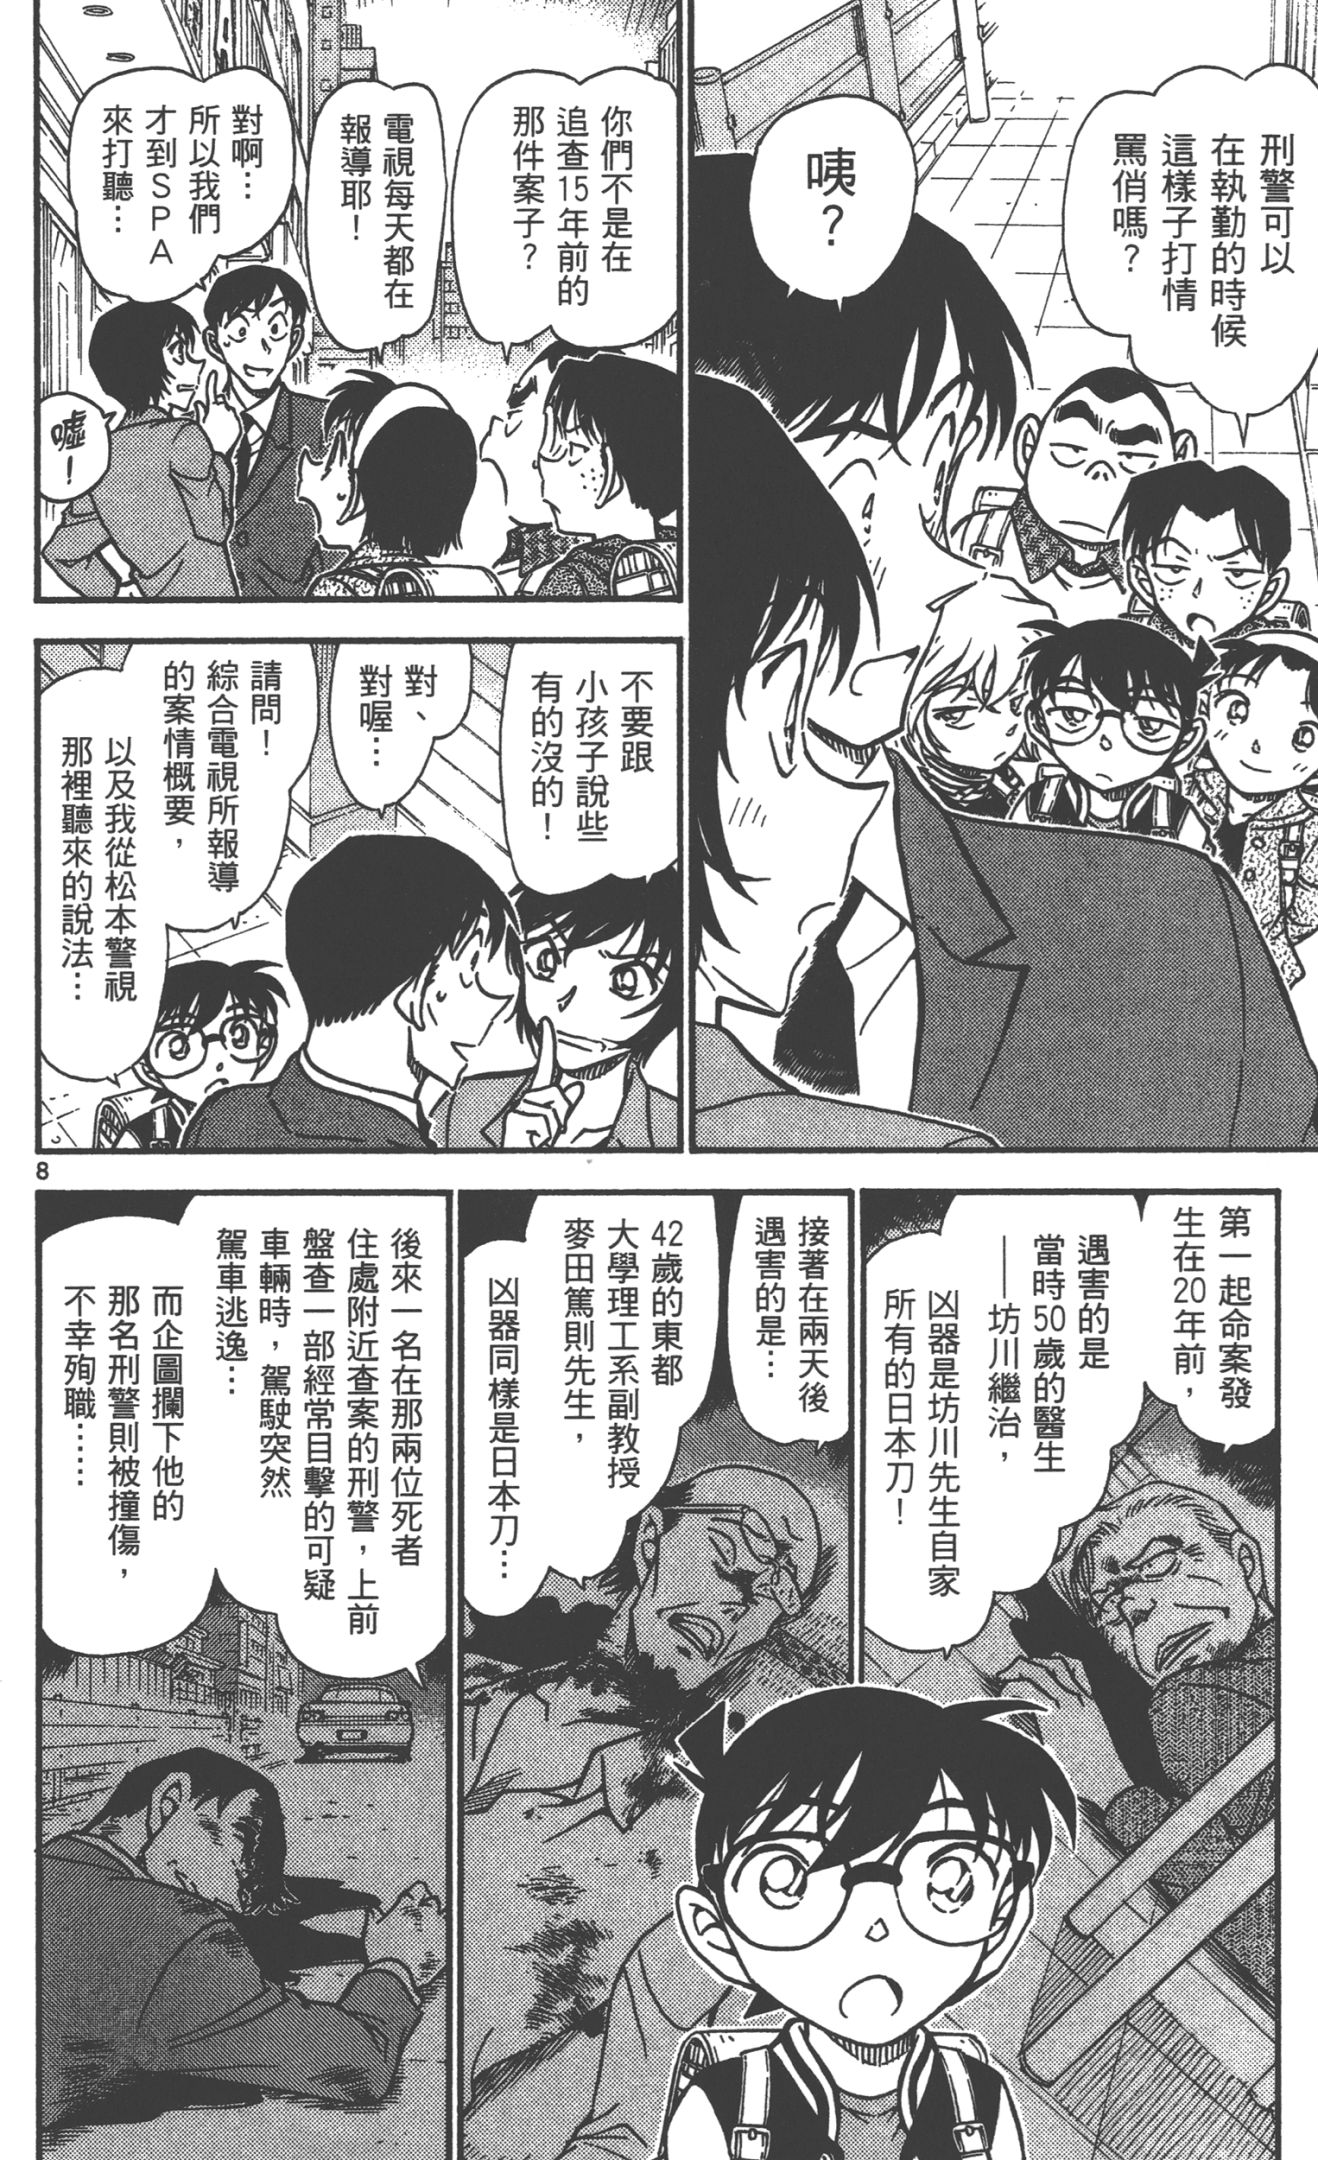 刑警可以
在執勤的時候
這樣子打情
罵俏嗎？
咦？
你們不是在
追查15年前的
那件案子？
電視每天都在
報導耶！
對啊…
所以我們
才到SPA
來打聽…
噓！
不要跟
小孩子說些
有的沒的！
對、
對喔…
請問！
綜合電視所報導
的案情概要，
以及我從松本警視
那裡聽來的說法…
第一起命案發
生在20年前，
遇害的是
當時50歲的醫生
——坊川繼治，
凶器是坊川先生自家
所有的日本刀！
接著在兩天後
遇害的是…
42歲的東都
大學理工系副教授
麥田篤則先生，
凶器同樣是日本刀…
後來一名在那兩位死者
住處附近查案的刑警，上前
盤查一部經常目擊的可疑
車輛時，駕駛突然
駕車逃逸…
而企圖攔下他的
那名刑警則被撞傷，
不幸殉職……
8